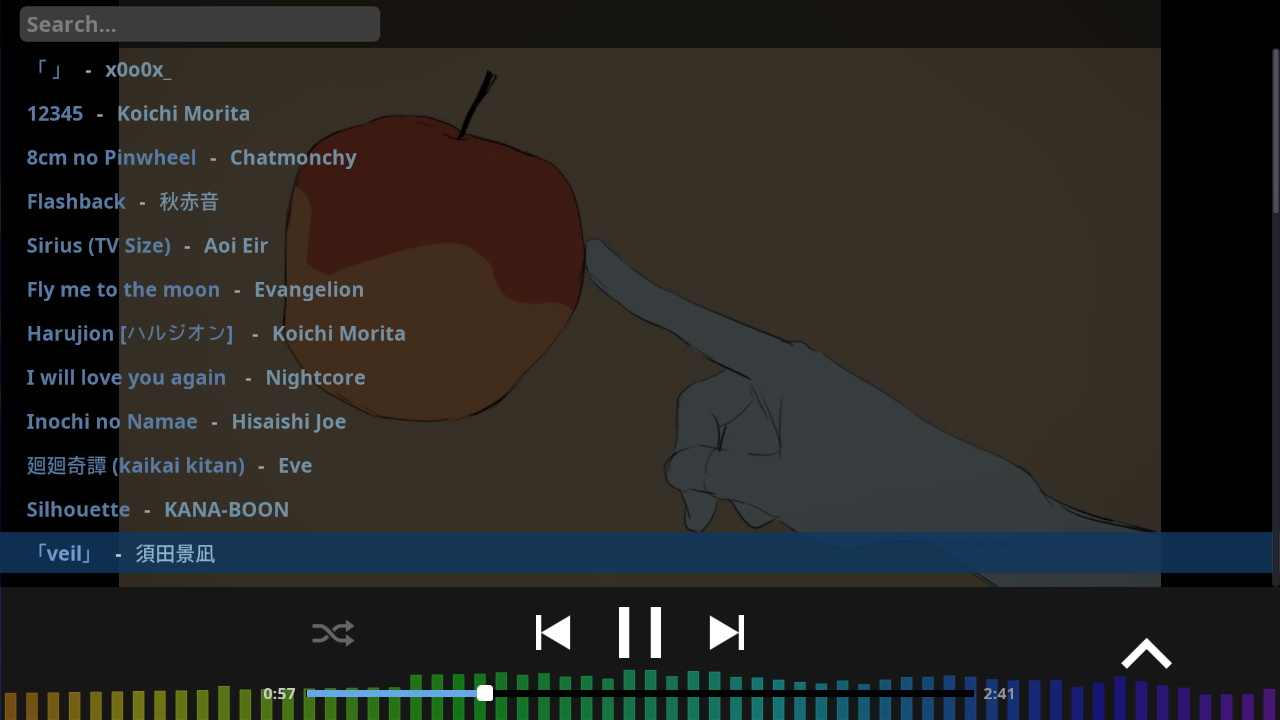 Search...
「 」 - x0o0x_
12345 - Koichi Morita
8cm no Pinwheel - Chatmonchy
Flashback - 秋赤音
Sirius (TV Size) - Aoi Eir
Fly me to the moon - Evangelion
Harujion [ハルジオン] - Koichi Morita
I will love you again - Nightcore
Inochi no Namae - Hisaishi Joe
廻廻奇譚 (kaikai kitan) - Eve
Silhouette - KANA-BOON
「veil」 - 須田景凪
0:57 2:41